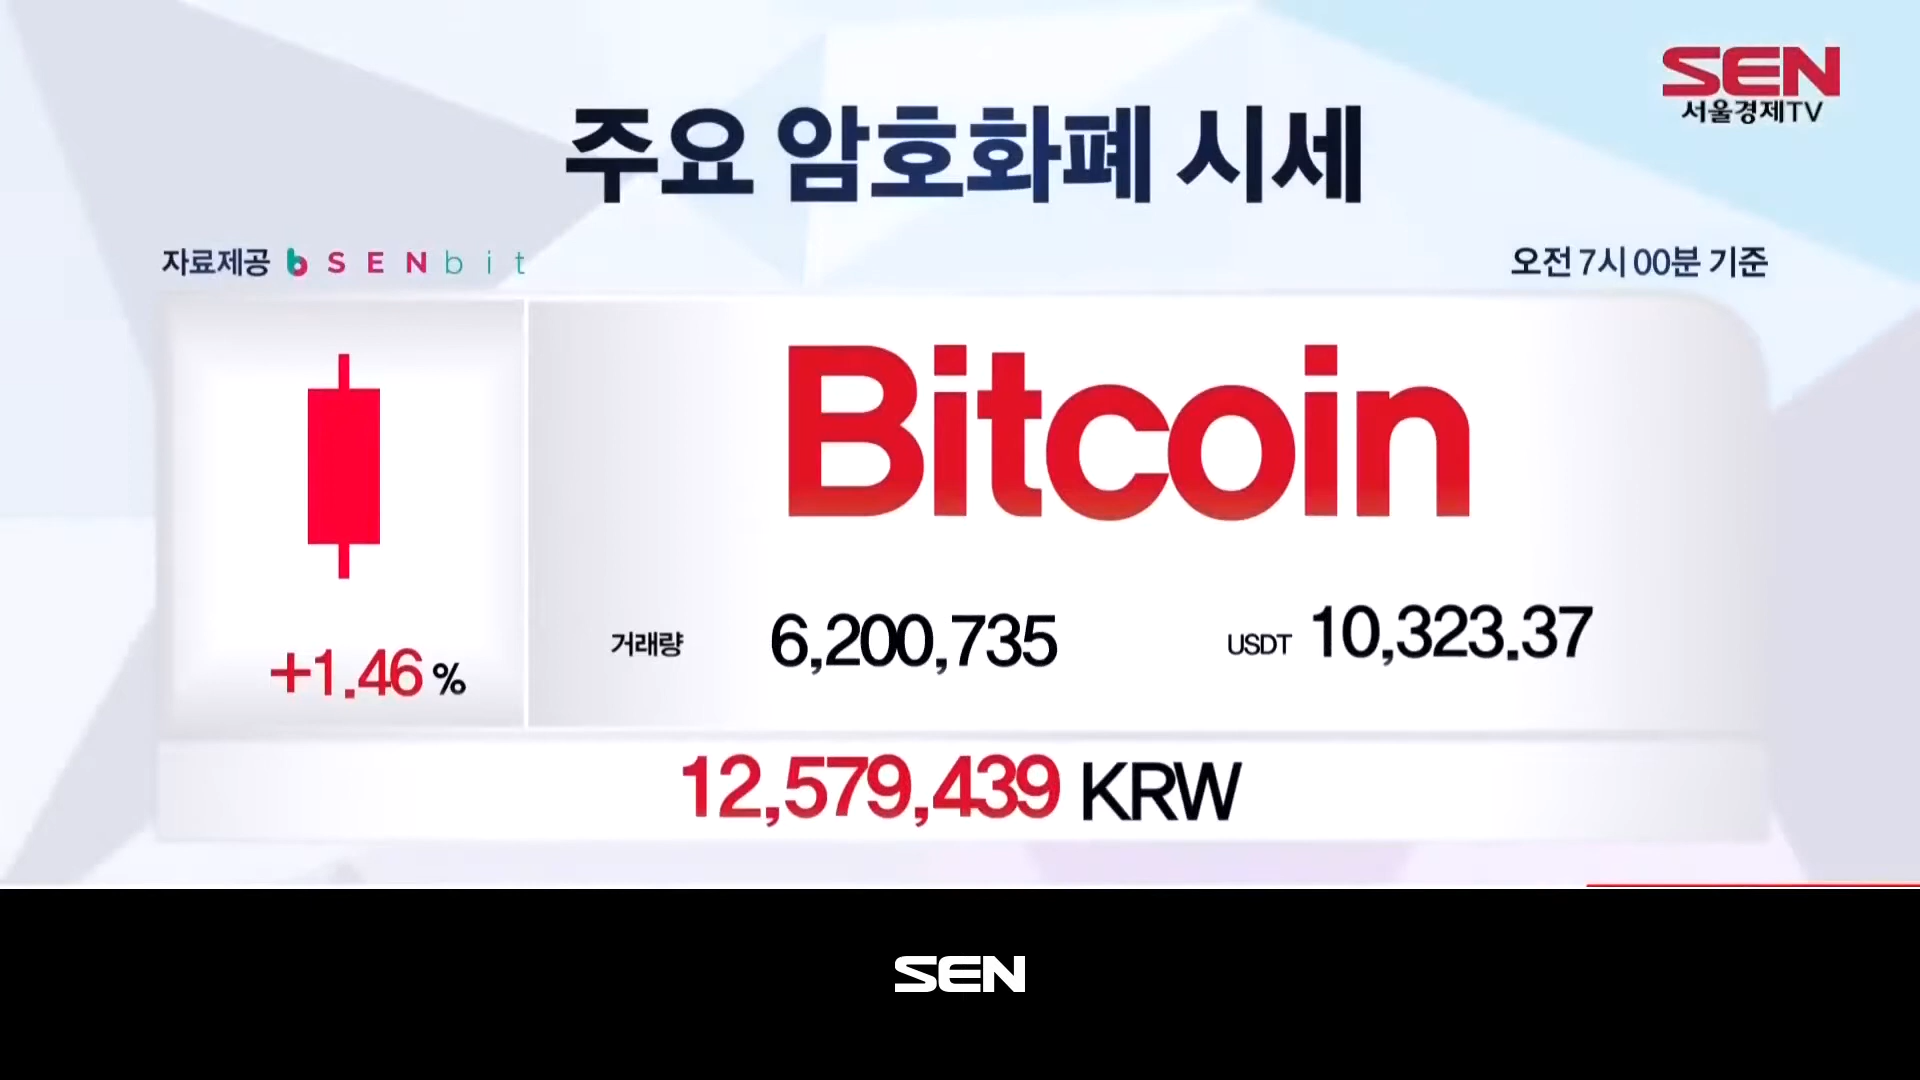 SEN
서울경제TV
주요 암호화폐 시세
자료제공 b SENbit
오전 7시 00분 기준
Bitcoin
+1.46 %
거래량 6,200,735 USDT 10,323.37
12,579,439 KRW
SEN